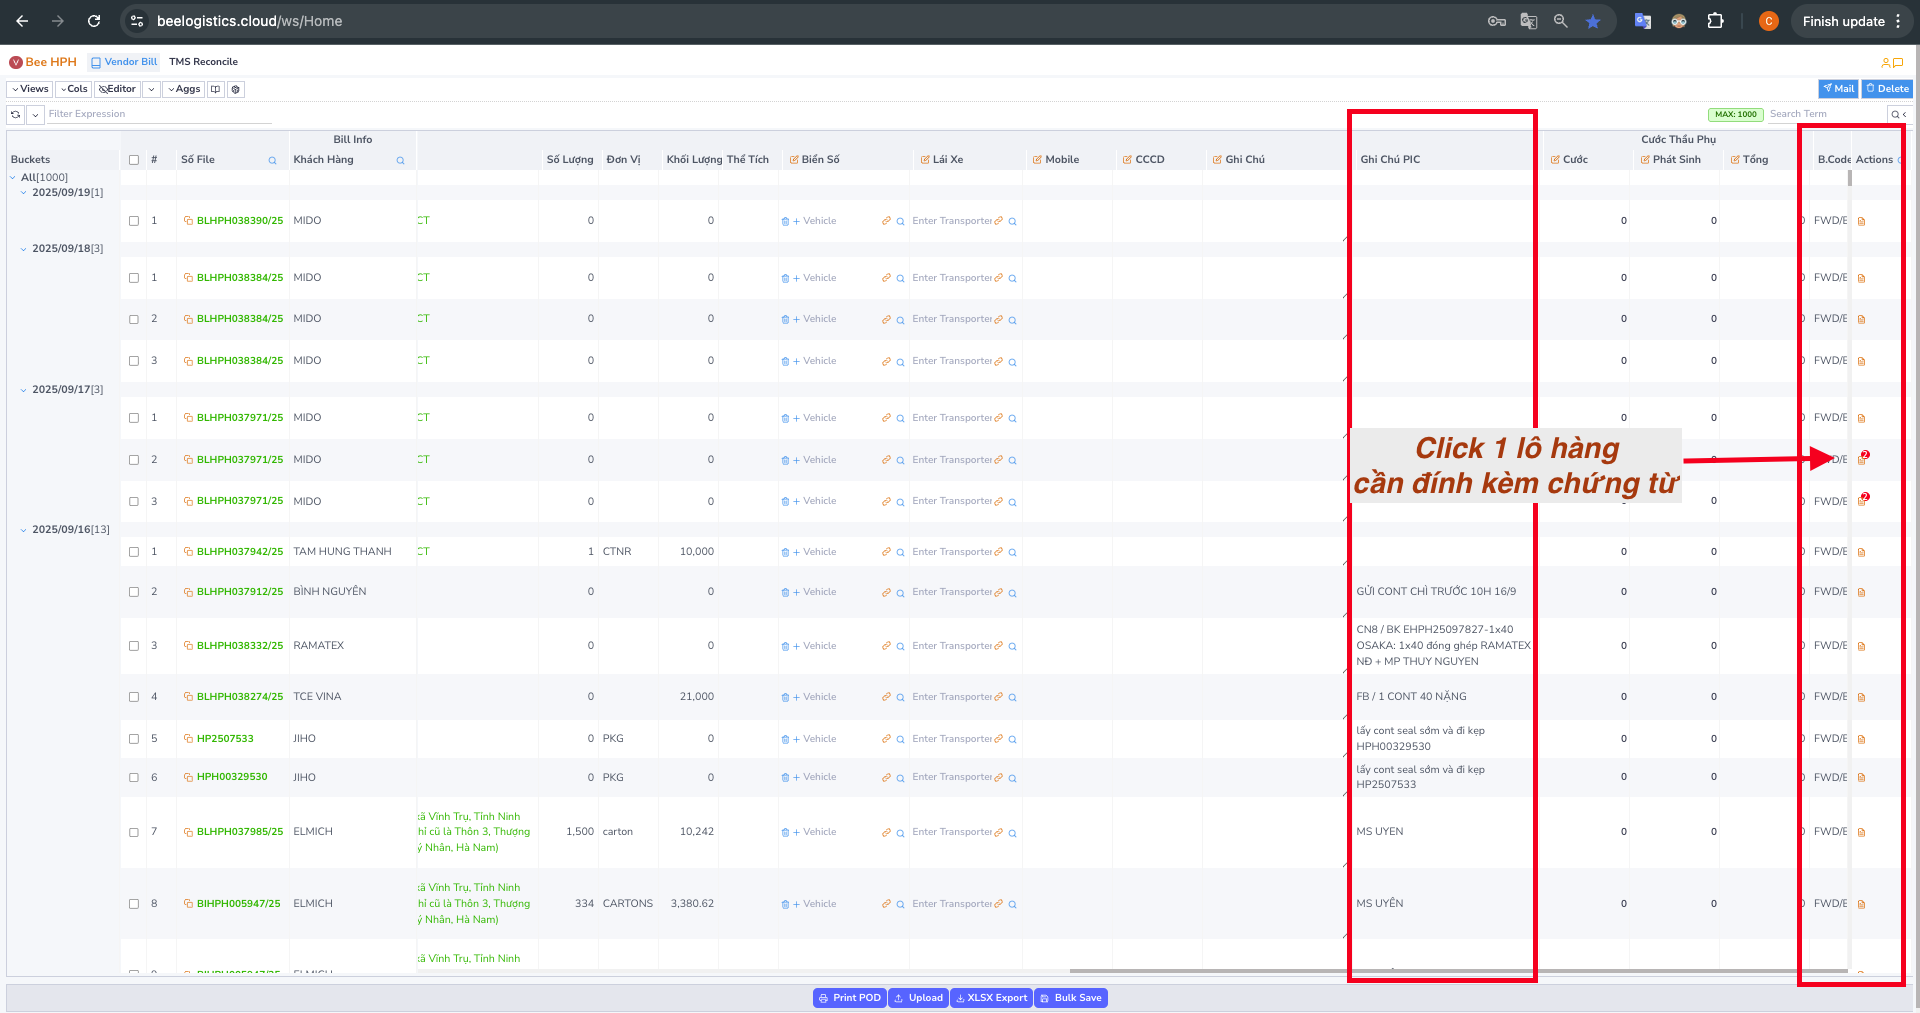 beelogistics.cloud/ws/Home
C
Finish update
V Bee HPH
Vendor Bill
TMS Reconcile
Views
Cols
Editor
Aggs
Mail
Delete
Filter Expression
MAX: 1000
Search Term
Bill Info
Cước Thầu Phụ
Buckets
#
Số File
Khách Hàng
Số Lượng
Đơn Vị
Khối Lượng
Thể Tích
Biển Số
Lái Xe
Mobile
CCCD
Ghi Chú
Ghi Chú PIC
Cước
Phát Sinh
Tổng
B.Code
Actions
All[1000]
2025/09/19[1]
1 BLHPH038390/25 MIDO CT 0 0 + Vehicle Enter Transporter 0 0 FWD/B
2025/09/18[3]
1 BLHPH038384/25 MIDO CT 0 0 + Vehicle Enter Transporter 0 0 FWD/B
2 BLHPH038384/25 MIDO CT 0 0 + Vehicle Enter Transporter 0 0 FWD/B
3 BLHPH038384/25 MIDO CT 0 0 + Vehicle Enter Transporter 0 0 FWD/B
2025/09/17[3]
1 BLHPH037971/25 MIDO CT 0 0 + Vehicle Enter Transporter 0 0 FWD/B
Click 1 lô hàng
cần đính kèm chứng từ
2 BLHPH037971/25 MIDO CT 0 0 + Vehicle Enter Transporter 2
3 BLHPH037971/25 MIDO CT 0 0 + Vehicle Enter Transporter 0 FWD/B 2
2025/09/16[13]
1 BLHPH037942/25 TAM HUNG THANH CT 1 CTNR 10,000 + Vehicle Enter Transporter 0 0 FWD/B
2 BLHPH037912/25 BÌNH NGUYÊN 0 0 + Vehicle Enter Transporter GỬI CONT CHÌ TRƯỚC 10H 16/9 0 0 FWD/B
3 BLHPH038332/25 RAMATEX 0 0 + Vehicle Enter Transporter 0 0 FWD/B
CN8 / BK EHPH25097827-1x40
OSAKA: 1x40 đóng ghép RAMATEX
NĐ + MP THUY NGUYEN
4 BLHPH038274/25 TCE VINA 0 21,000 + Vehicle Enter Transporter FB / 1 CONT 40 NẶNG 0 0 FWD/B
5 HP2507533 JIHO 0 PKG 0 + Vehicle Enter Transporter 0 0 FWD/B
lấy cont seal sớm và đi kẹp
HPH00329530
6 HPH00329530 JIHO 0 PKG 0 + Vehicle Enter Transporter 0 0 FWD/B
lấy cont seal sớm và đi kẹp
HP2507533
7 BLHPH037985/25 ELMICH
xã Vĩnh Trụ, Tỉnh Ninh
hỉ cũ là Thôn 3, Thượng
ý Nhân, Hà Nam)
1,500 carton 10,242 + Vehicle Enter Transporter MS UYEN 0 0 FWD/B
8 BIHPH005947/25 ELMICH
xã Vĩnh Trụ, Tỉnh Ninh
hỉ cũ là Thôn 3, Thượng
ý Nhân, Hà Nam)
334 CARTONS 3,380.62 + Vehicle Enter Transporter MS UYÊN 0 0 FWD/B
xã Vĩnh Trụ, Tỉnh Ninh
Print POD
Upload
XLSX Export
Bulk Save